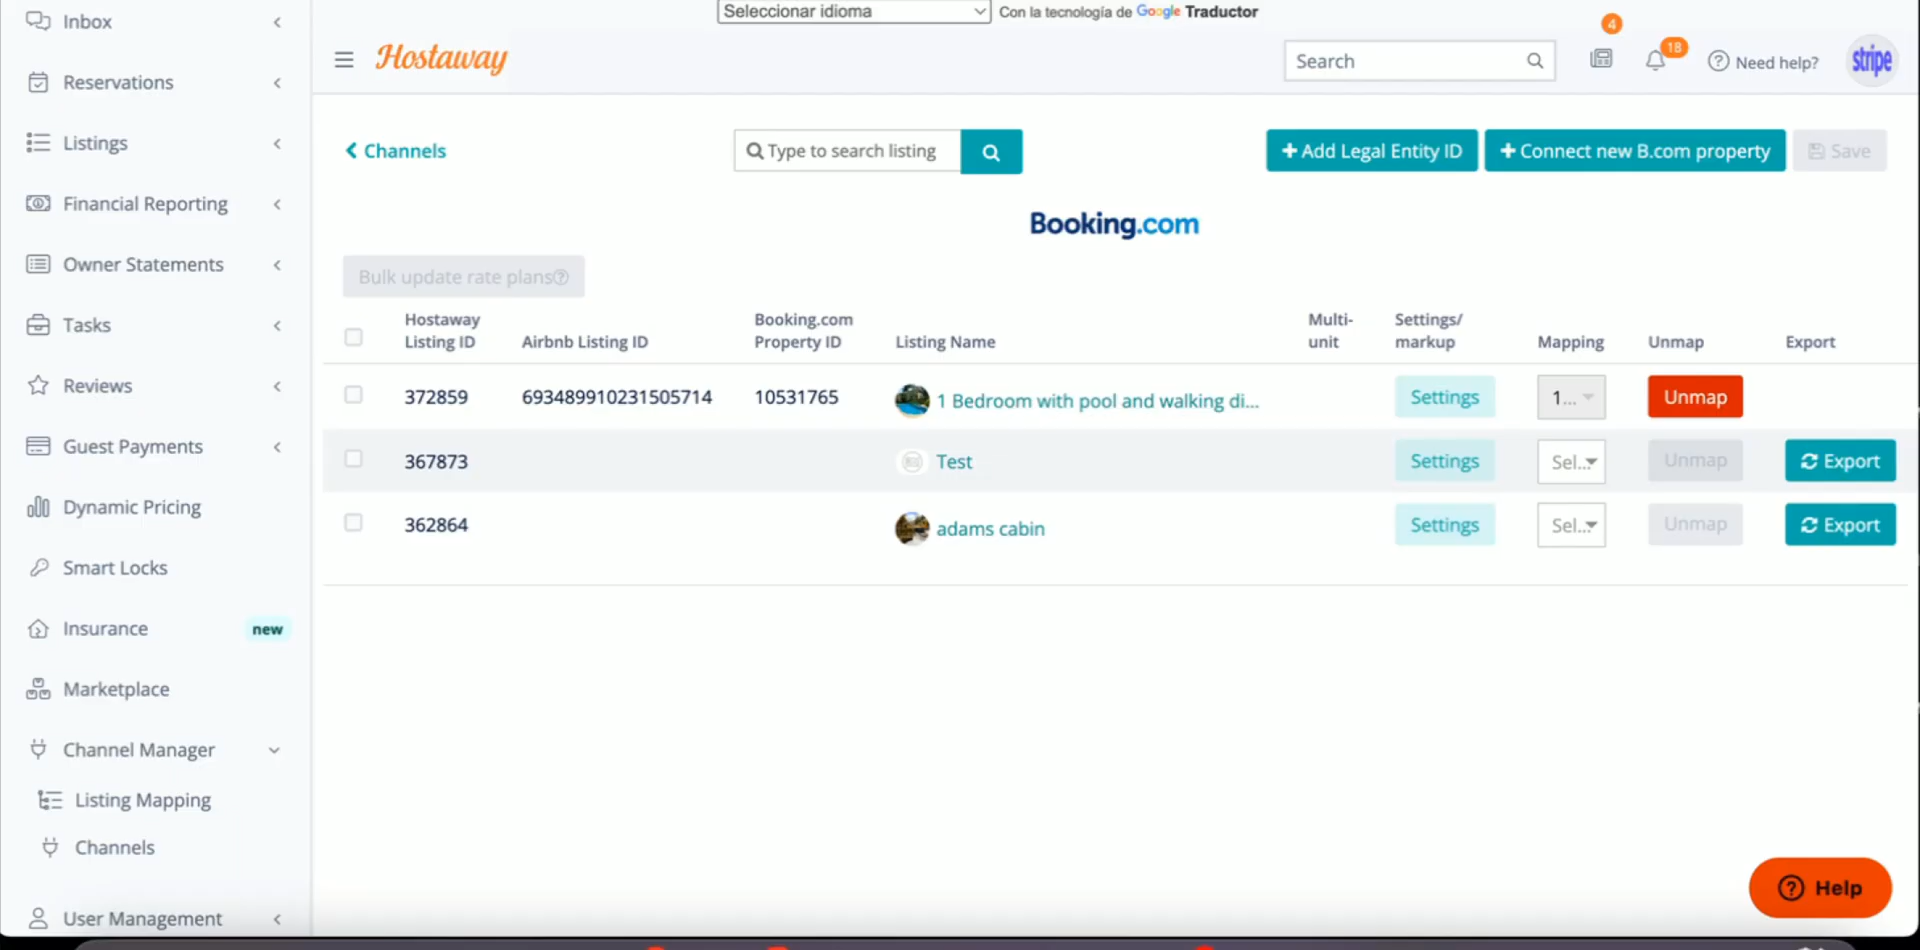 Seleccionar idioma
Con la tecnología de Google Traductor
Inbox
Reservations
Listings
Financial Reporting
Owner Statements
Tasks
Reviews
Guest Payments
Dynamic Pricing
Smart Locks
Insurance new
Marketplace
Channel Manager
Listing Mapping
Channels
User Management
Hostaway
Search
4
18
Need help?
stripe
Channels
Type to search listing
+ Add Legal Entity ID
+ Connect new B.com property
Save
Booking.com
Bulk update rate plans
Hostaway Listing ID Airbnb Listing ID Booking.com Property ID Listing Name Multi-unit Settings/markup Mapping Unmap Export
372859 693489910231505714 10531765 1 Bedroom with pool and walking di... Settings 1... Unmap
367873 Test Settings Sel... Unmap Export
362864 adams cabin Settings Sel... Unmap Export
Help